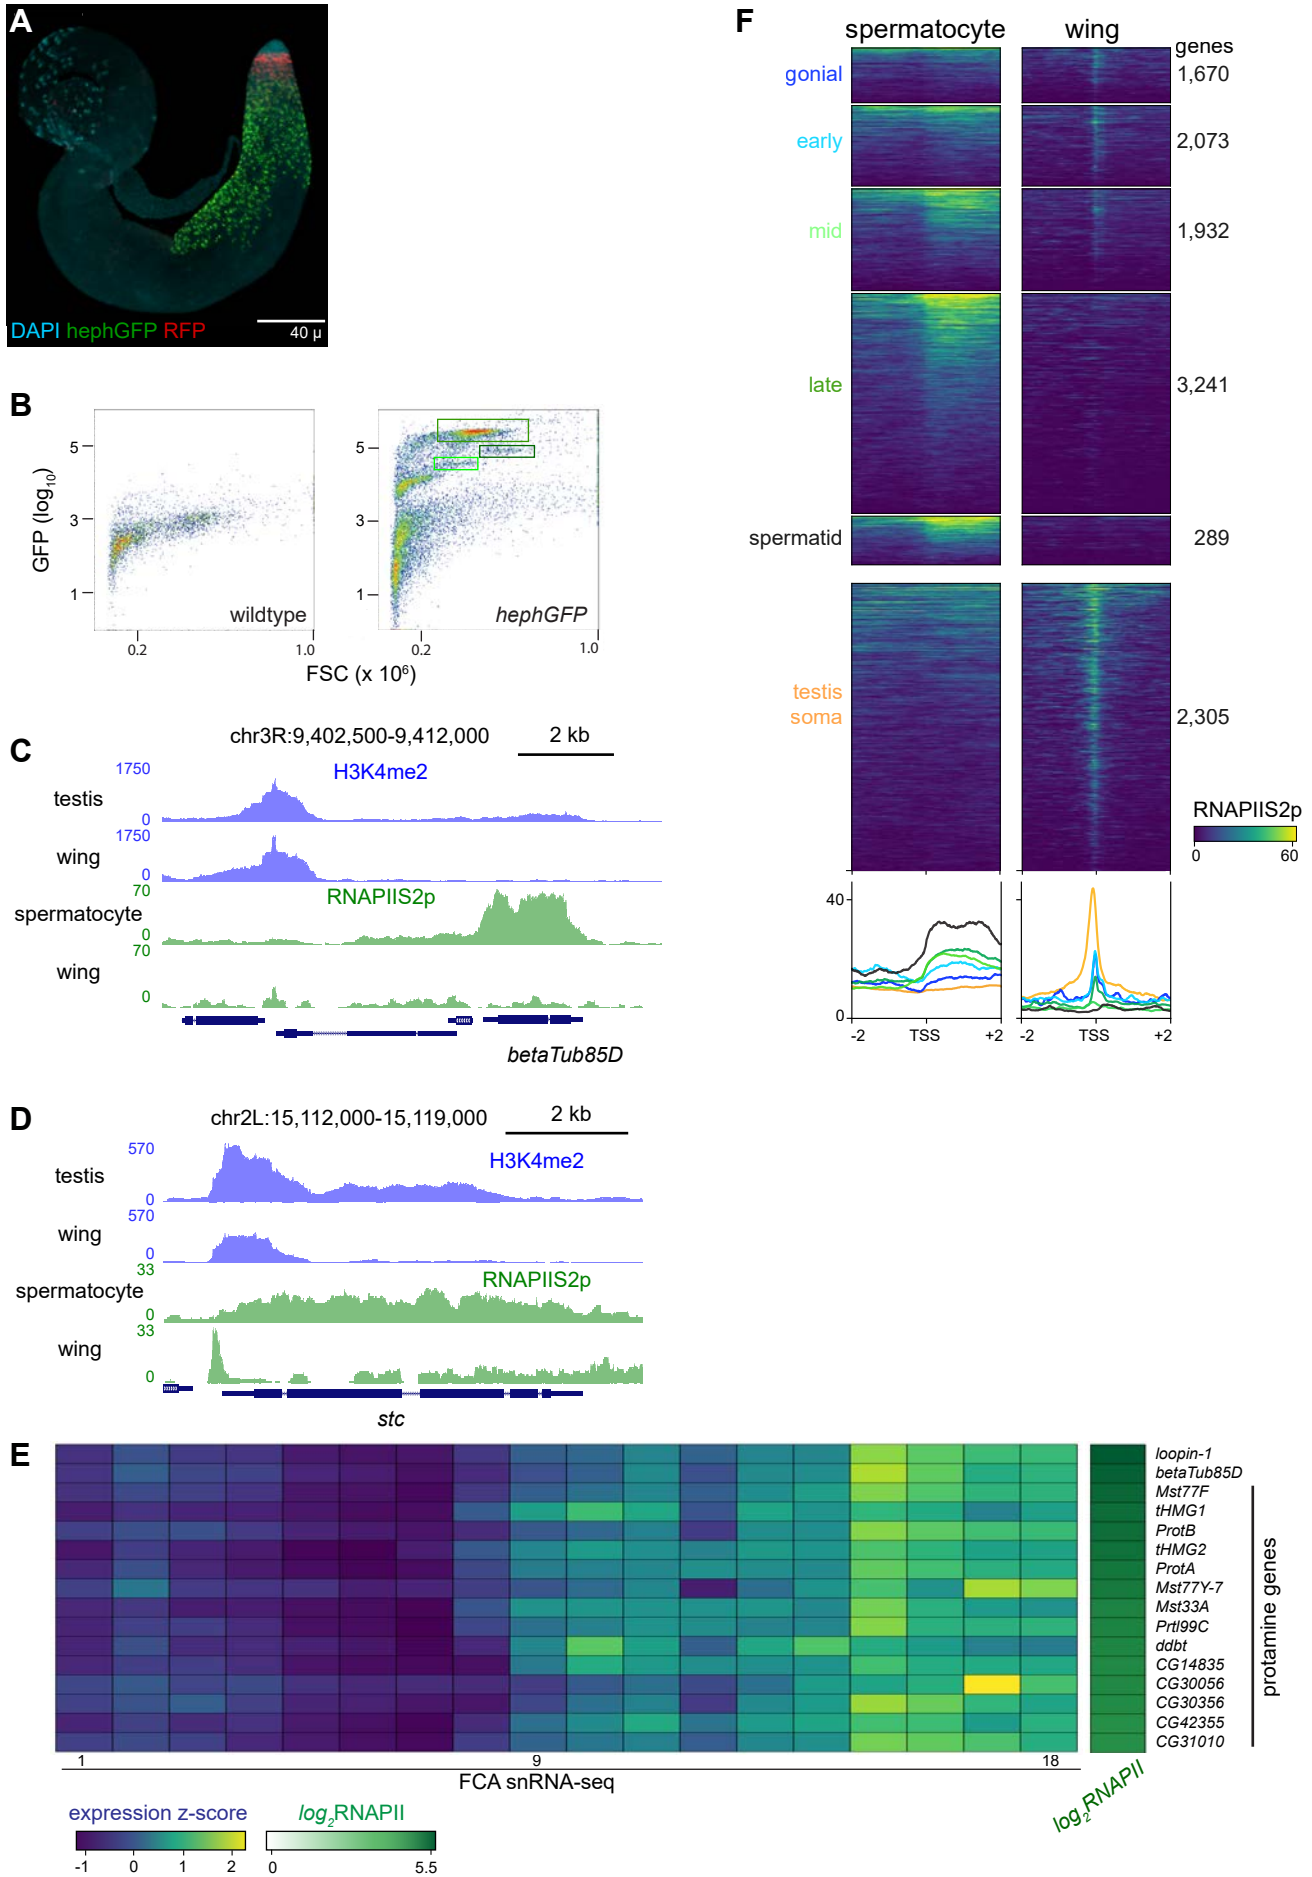 A
DAPI hephGFP RFP
40 µ
B
GFP (log10)
5
3
1
wildtype
0.2
1.0
5
3
1
hephGFP
0.2
1.0
FSC (x 10⁶)
C
chr3R:9,402,500-9,412,000
2 kb
H3K4me2
testis
1750
0
wing
1750
0
RNAPIIS2p
spermatocyte
70
0
wing
70
0
betaTub85D
D
chr2L:15,112,000-15,119,000
2 kb
H3K4me2
testis
570
0
wing
570
0
RNAPIIS2p
spermatocyte
33
0
wing
33
0
stc
E
loopin-1
betaTub85D
Mst77F
tHMG1
ProtB
tHMG2
ProtA
Mst77Y-7
Mst33A
Prtl99C
ddbt
CG14835
CG30056
CG30356
CG42355
CG31010
protamine genes
1
9
18
FCA snRNA-seq
log2RNAPII
expression z-score
-1 0 1 2
log2RNAPII
0 5.5
F
spermatocyte
wing
genes
gonial
1,670
early
2,073
mid
1,932
late
3,241
spermatid
289
testis
soma
2,305
RNAPIIS2p
0 60
40
0
-2 TSS +2
-2 TSS +2